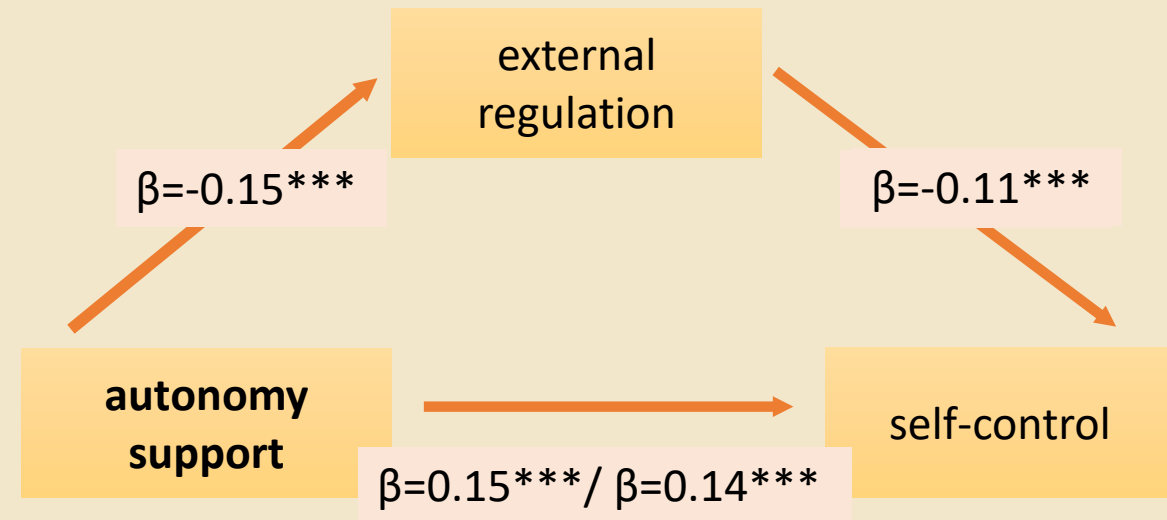 external
regulation
β=-0.15***
β=-0.11***
autonomy
support
self-control
β=0.15***/ β=0.14***